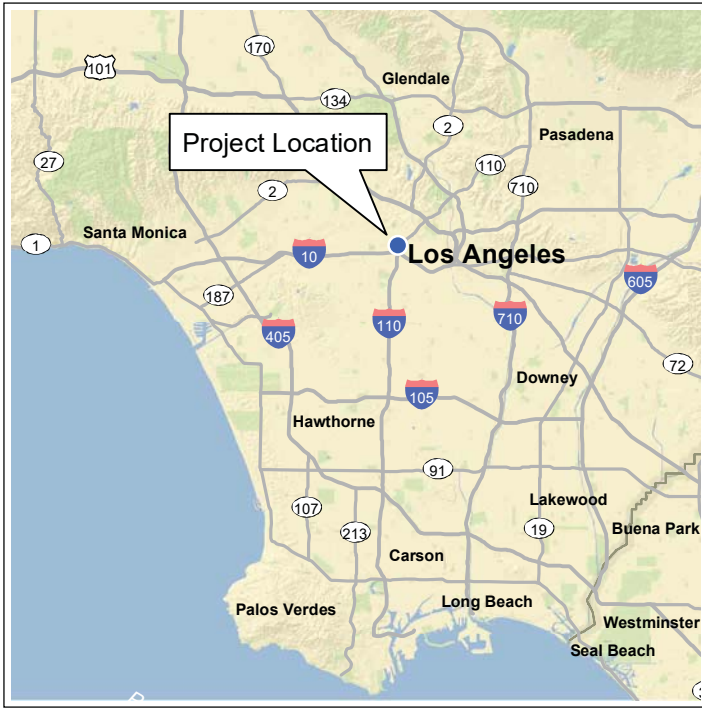 170
101
Glendale
134
2
Pasadena
Project Location
110
27
710
2
Santa Monica
1
Los Angeles
10
605
187
110
710
405
72
Downey
105
Hawthorne
91
Lakewood
107
19
Buena Park
213
Carson
Long Beach
Palos Verdes
Westminster
Seal Beach